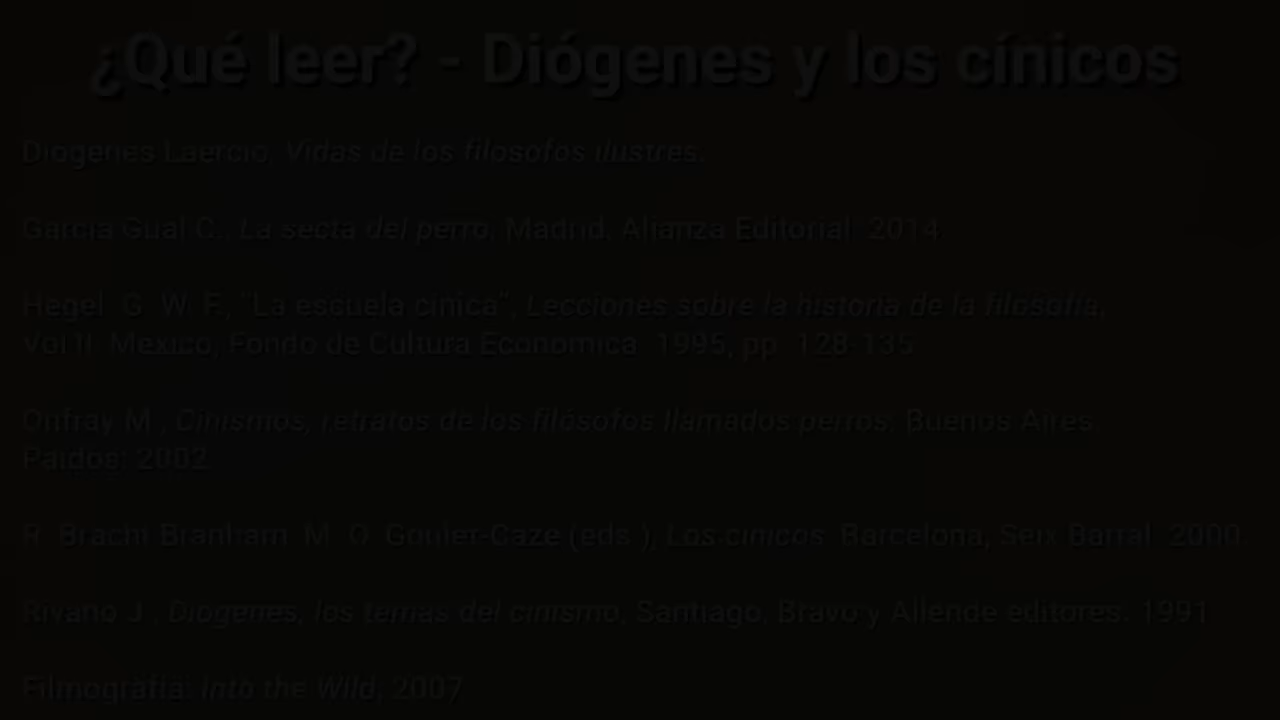 ¿Qué leer? - Diógenes y los cínicos
Diógenes Laercio, Vidas de los filósofos ilustres.
García Gual C., La secta del perro, Madrid, Alianza Editorial, 2014
Hegel, G. W. F., "La escuela cínica", Lecciones sobre la historia de la filosofía,
Vol II, México, Fondo de Cultura Económica, 1995, pp. 128-135
Onfray M., Cinismos, retratos de los filósofos llamados perros, Buenos Aires,
Paidós, 2002
R. Bracht Branham, M. O. Goulet-Cazé (eds.), Los cínicos, Barcelona, Seix Barral, 2000
Rivano J., Diógenes, los temas del cinismo, Santiago, Bravo y Allende editores, 1991
Filmografía: Into the Wild, 2007